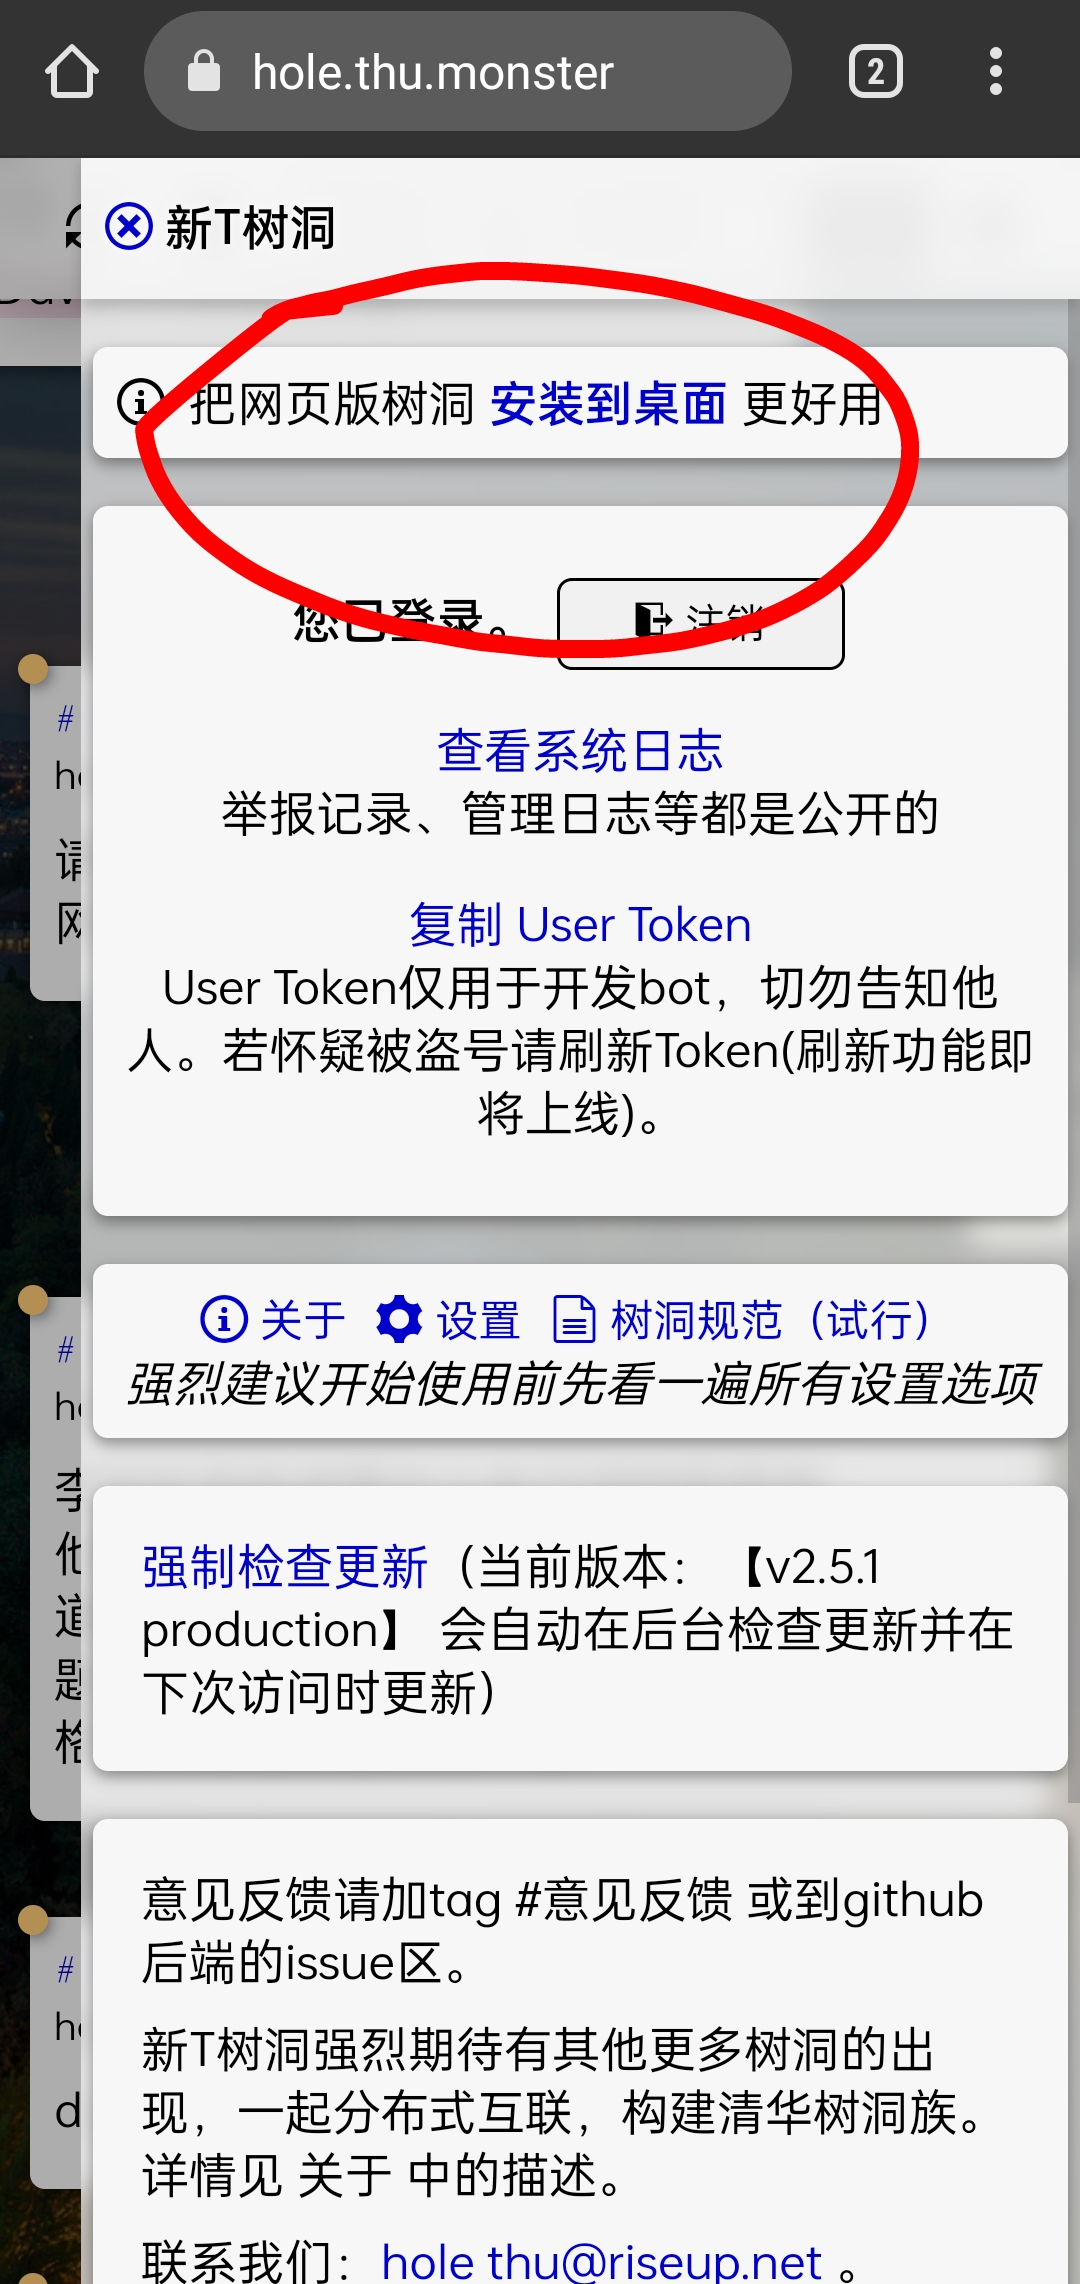 hole.thu.monster
2
新T树洞
把网页版树洞 安装到桌面 更好用
您已登录。 注销
查看系统日志
举报记录、管理日志等都是公开的
#
请
网
复制 User Token
User Token仅用于开发bot，切勿告知他
人。若怀疑被盗号请刷新Token(刷新功能即
将上线)。
关于 设置 树洞规范（试行）
强烈建议开始使用前先看一遍所有设置选项
#
李
他
道
题
格
强制检查更新（当前版本：【v2.5.1
production】 会自动在后台检查更新并在
下次访问时更新）
意见反馈请加tag #意见反馈 或到github
后端的issue区。
#
d
新T树洞强烈期待有其他更多树洞的出
现，一起分布式互联，构建清华树洞族。
详情见 关于 中的描述。
联系我们：hole thu@riseup.net 。